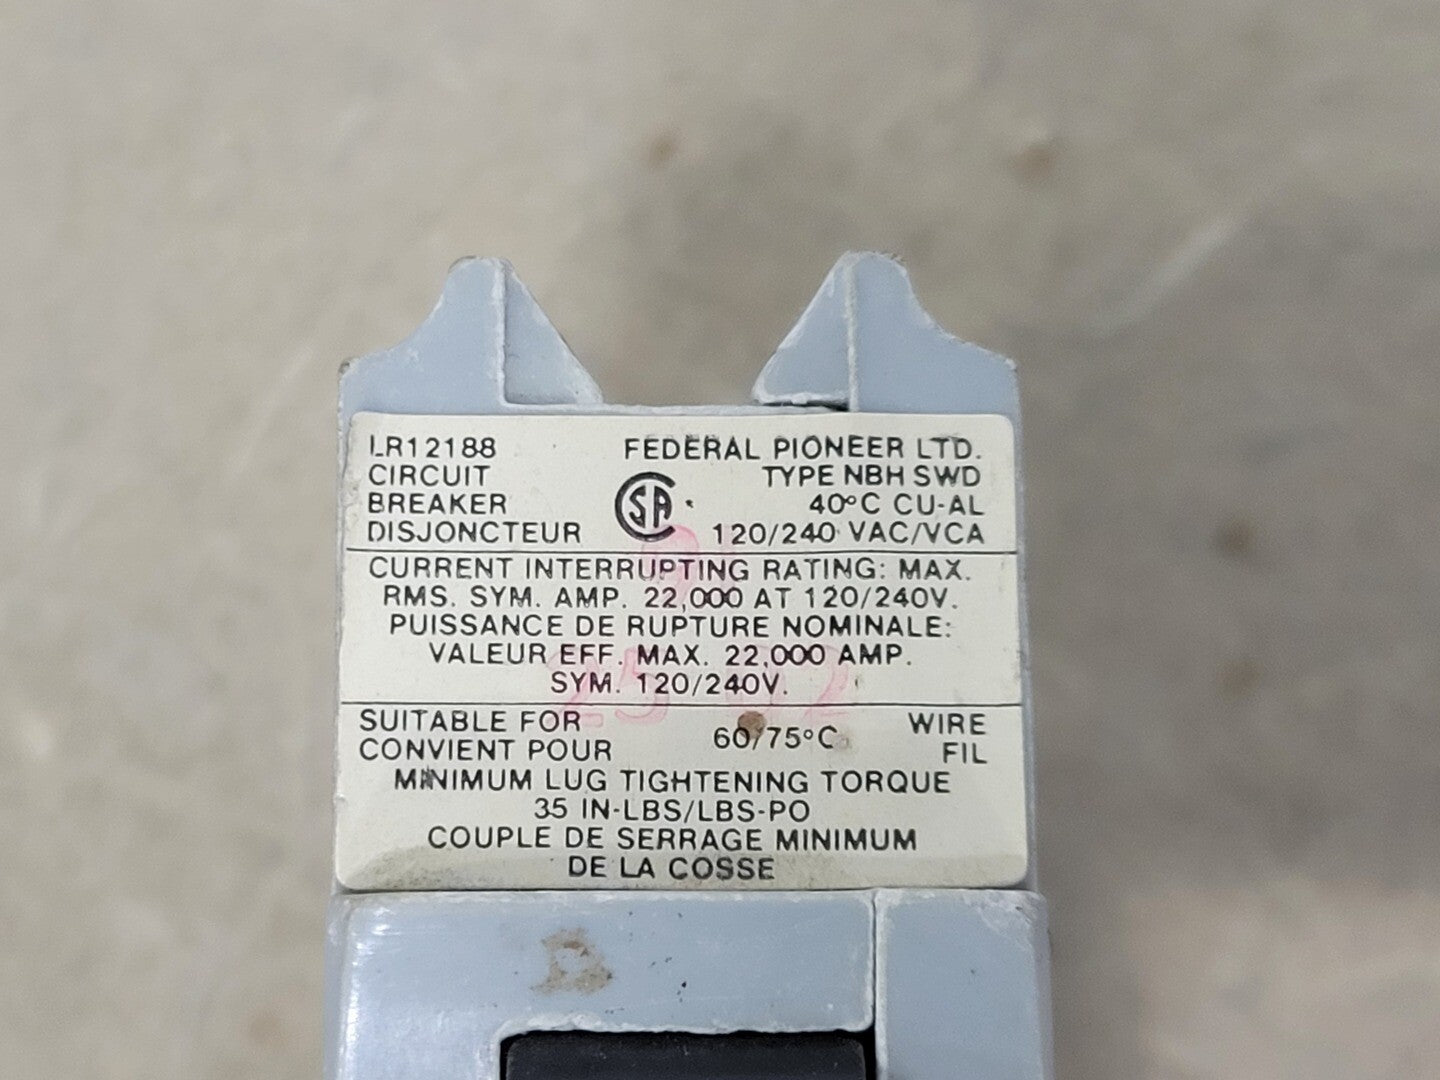 LR12188 FEDERAL PIONEER LTD.
CIRCUIT TYPE NBH SWD
BREAKER SA 40°C CU-AL
DISJONCTEUR 120/240 VAC/VCA
CURRENT INTERRUPTING RATING: MAX.
RMS. SYM. AMP. 22,000 AT 120/240V.
PUISSANCE DE RUPTURE NOMINALE:
VALEUR EFF. MAX. 22,000 AMP.
SYM. 120/240V.
SUITABLE FOR 60/75°C WIRE
CONVIENT POUR FIL
MINIMUM LUG TIGHTENING TORQUE
35 IN-LBS/LBS-PO
COUPLE DE SERRAGE MINIMUM
DE LA COSSE